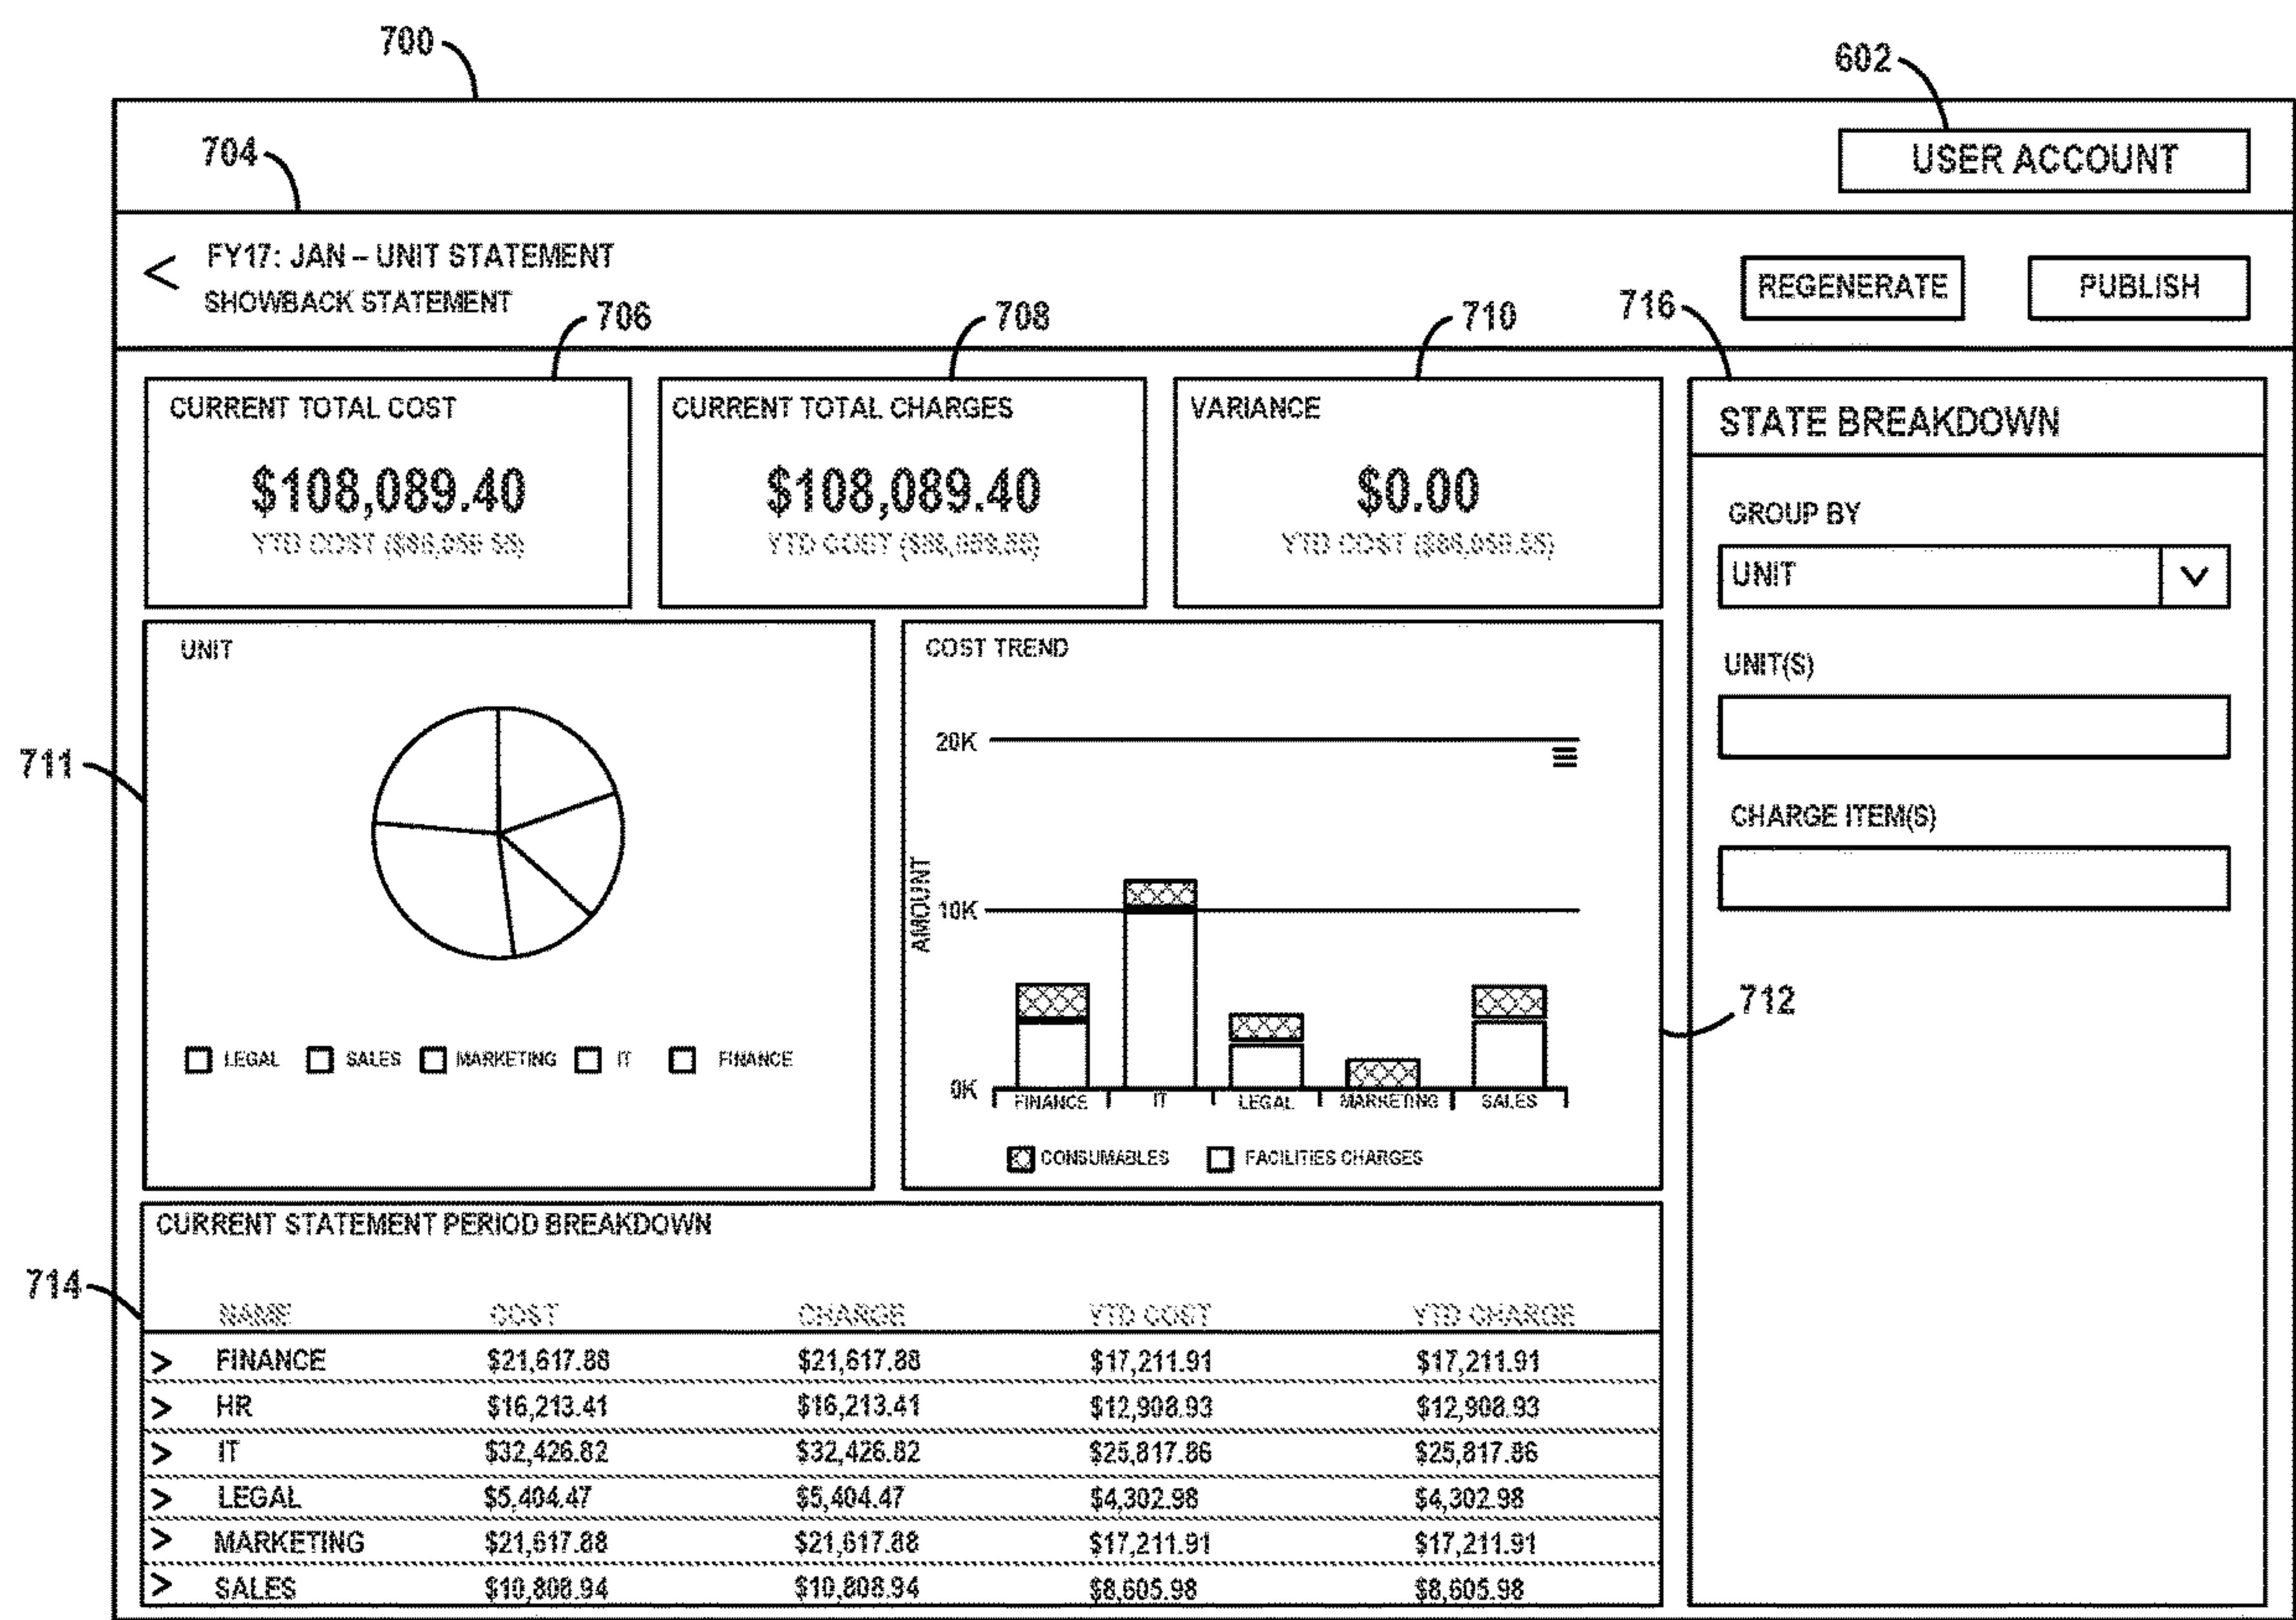 700
602
704
USER ACCOUNT
FY17: JAN – UNIT STATEMENT
SHOWBACK STATEMENT
REGENERATE
PUBLISH
706
708
710
716
CURRENT TOTAL COST
$108,089.40
YTD COST
CURRENT TOTAL CHARGES
$108,089.40
YTD COST
VARIANCE
$0.00
YTD COST
STATE BREAKDOWN
GROUP BY
UNIT
UNIT(S)
CHARGE ITEM(S)
711
UNIT
LEGAL
SALES
MARKETING
IT
FINANCE
COST TREND
20K
10K
0K
AMOUNT
FINANCE
IT
LEGAL
MARKETING
SALES
CONSUMABLES
FACILITIES CHARGES
712
714
CURRENT STATEMENT PERIOD BREAKDOWN
NAME COST CHARGE YTD COST YTD CHARGE
> FINANCE $21,617.88 $21,617.88 $17,211.91 $17,211.91
> HR $16,213.41 $16,213.41 $12,908.93 $12,908.93
> IT $32,426.82 $32,426.82 $25,817.86 $25,817.86
> LEGAL $5,404.47 $5,404.47 $4,302.98 $4,302.98
> MARKETING $21,617.88 $21,617.88 $17,211.91 $17,211.91
> SALES $10,808.94 $10,808.94 $8,605.98 $8,605.98